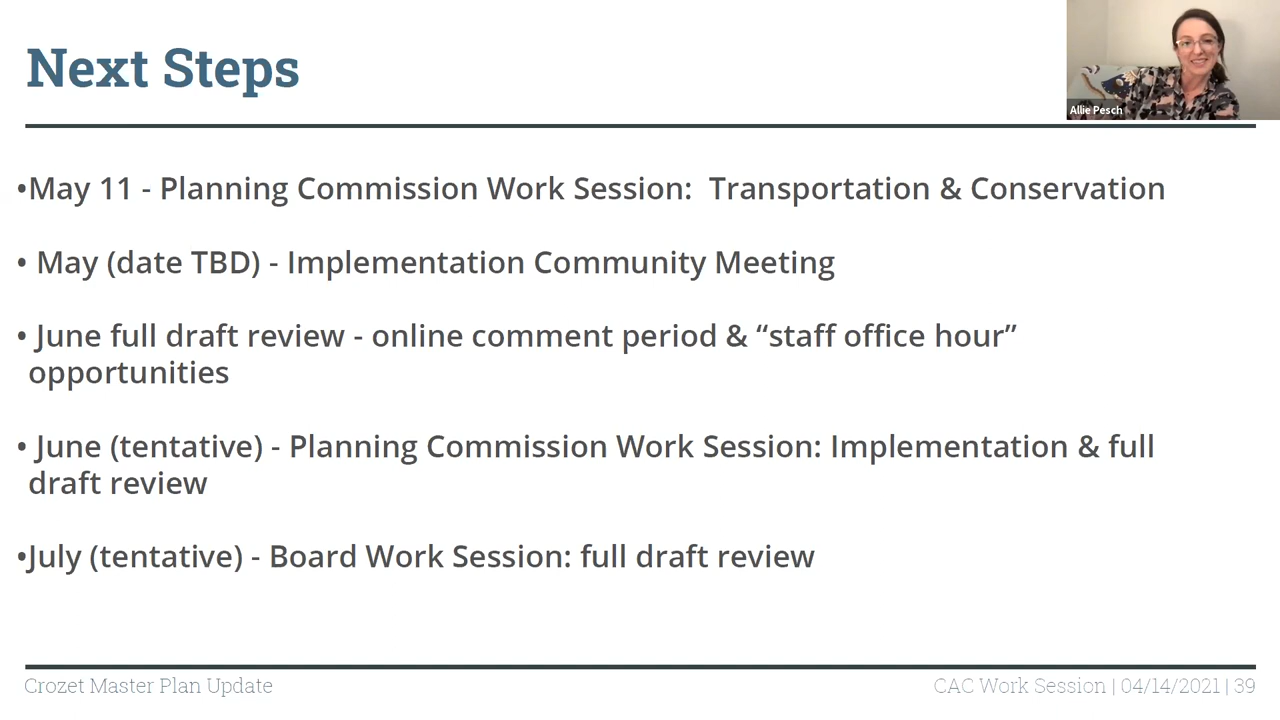 Next Steps
Allie Pesch
•May 11 - Planning Commission Work Session:  Transportation & Conservation
• May (date TBD) - Implementation Community Meeting
• June full draft review - online comment period & “staff office hour”
opportunities
• June (tentative) - Planning Commission Work Session: Implementation & full
draft review
•July (tentative) - Board Work Session: full draft review
Crozet Master Plan Update
CAC Work Session | 04/14/2021 | 39